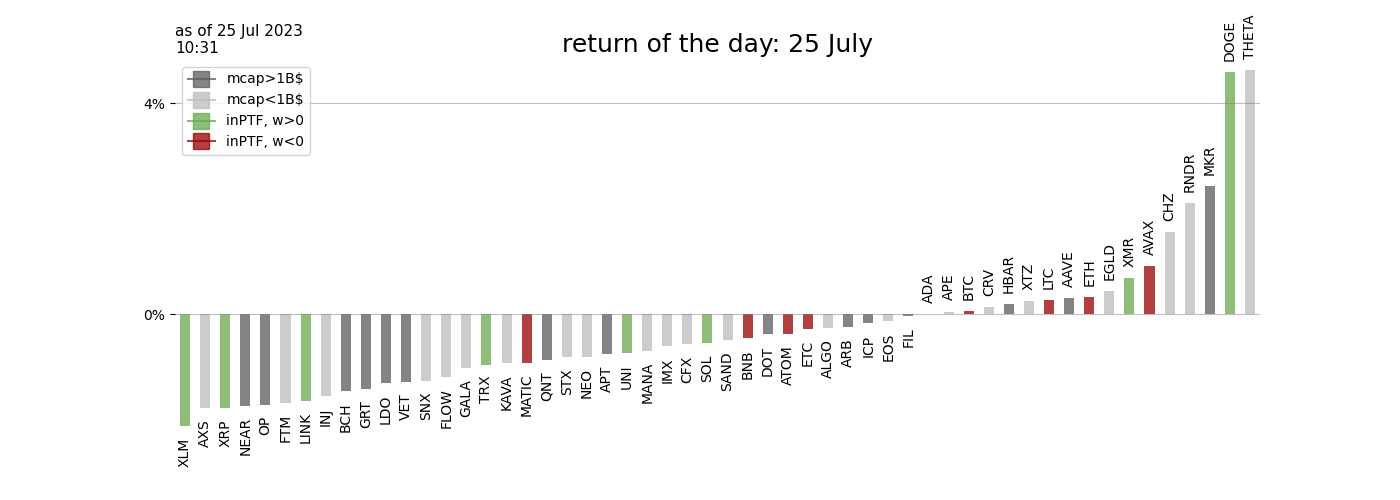 as of 25 Jul 2023
10:31
return of the day: 25 July
mcap>1B$
mcap<1B$
inPTF, w>0
inPTF, w<0
4%
0%
XLM
AXS
XRP
NEAR
OP
FTM
LINK
INJ
BCH
GRT
LDO
VET
SNX
FLOW
GALA
TRX
KAVA
MATIC
QNT
STX
NEO
APT
UNI
MANA
IMX
CFX
SOL
SAND
BNB
DOT
ATOM
ETC
ALGO
ARB
ICP
EOS
FIL
ADA
APE
BTC
CRV
HBAR
XTZ
LTC
AAVE
ETH
EGLD
XMR
AVAX
CHZ
RNDR
MKR
DOGE
THETA